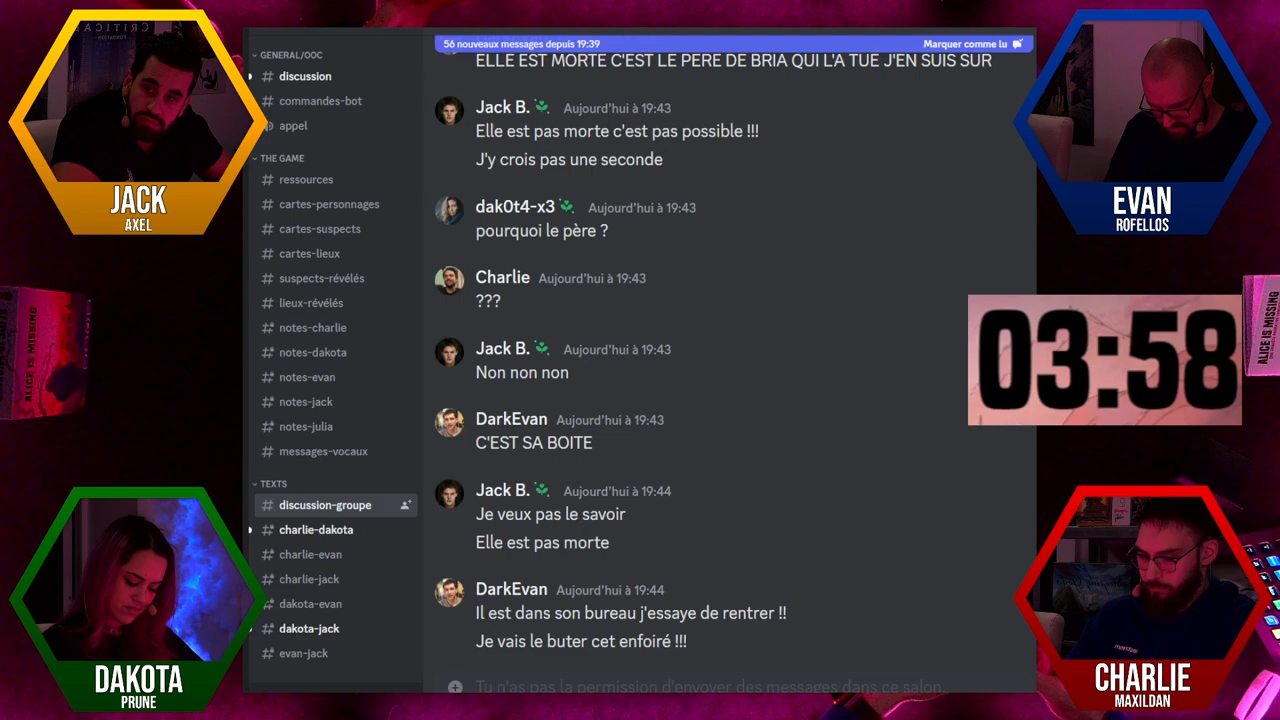 JACK
AXEL
DAKOTA
PRUNE
ALICE IS MISSING
GENERAL/OOC
discussion
commandes-bot
appel
THE GAME
ressources
cartes-personnages
cartes-suspects
cartes-lieux
suspects-révélés
lieux-révélés
notes-charlie
notes-dakota
notes-evan
notes-jack
notes-julia
messages-vocaux
TEXTS
discussion-groupe
charlie-dakota
charlie-evan
charlie-jack
dakota-evan
dakota-jack
evan-jack
56 nouveaux messages depuis 19:39
Marquer comme lu
ELLE EST MORTE C'EST LE PERE DE BRIA QUI L'A TUE J'EN SUIS SUR
Jack B. Aujourd'hui à 19:43
Elle est pas morte c'est pas possible !!!
J'y crois pas une seconde
dak0t4-x3 Aujourd'hui à 19:43
pourquoi le père ?
Charlie Aujourd'hui à 19:43
???
Jack B. Aujourd'hui à 19:43
Non non non
DarkEvan Aujourd'hui à 19:43
C'EST SA BOITE
Jack B. Aujourd'hui à 19:44
Je veux pas le savoir
Elle est pas morte
DarkEvan Aujourd'hui à 19:44
Il est dans son bureau j'essaye de rentrer !!
Je vais le buter cet enfoiré !!!
Tu n'as pas la permission d'envoyer des messages dans ce salon.
EVAN
ROFELLOS
03:58
ALICE IS MISSING
CHARLIE
MAXILDAN